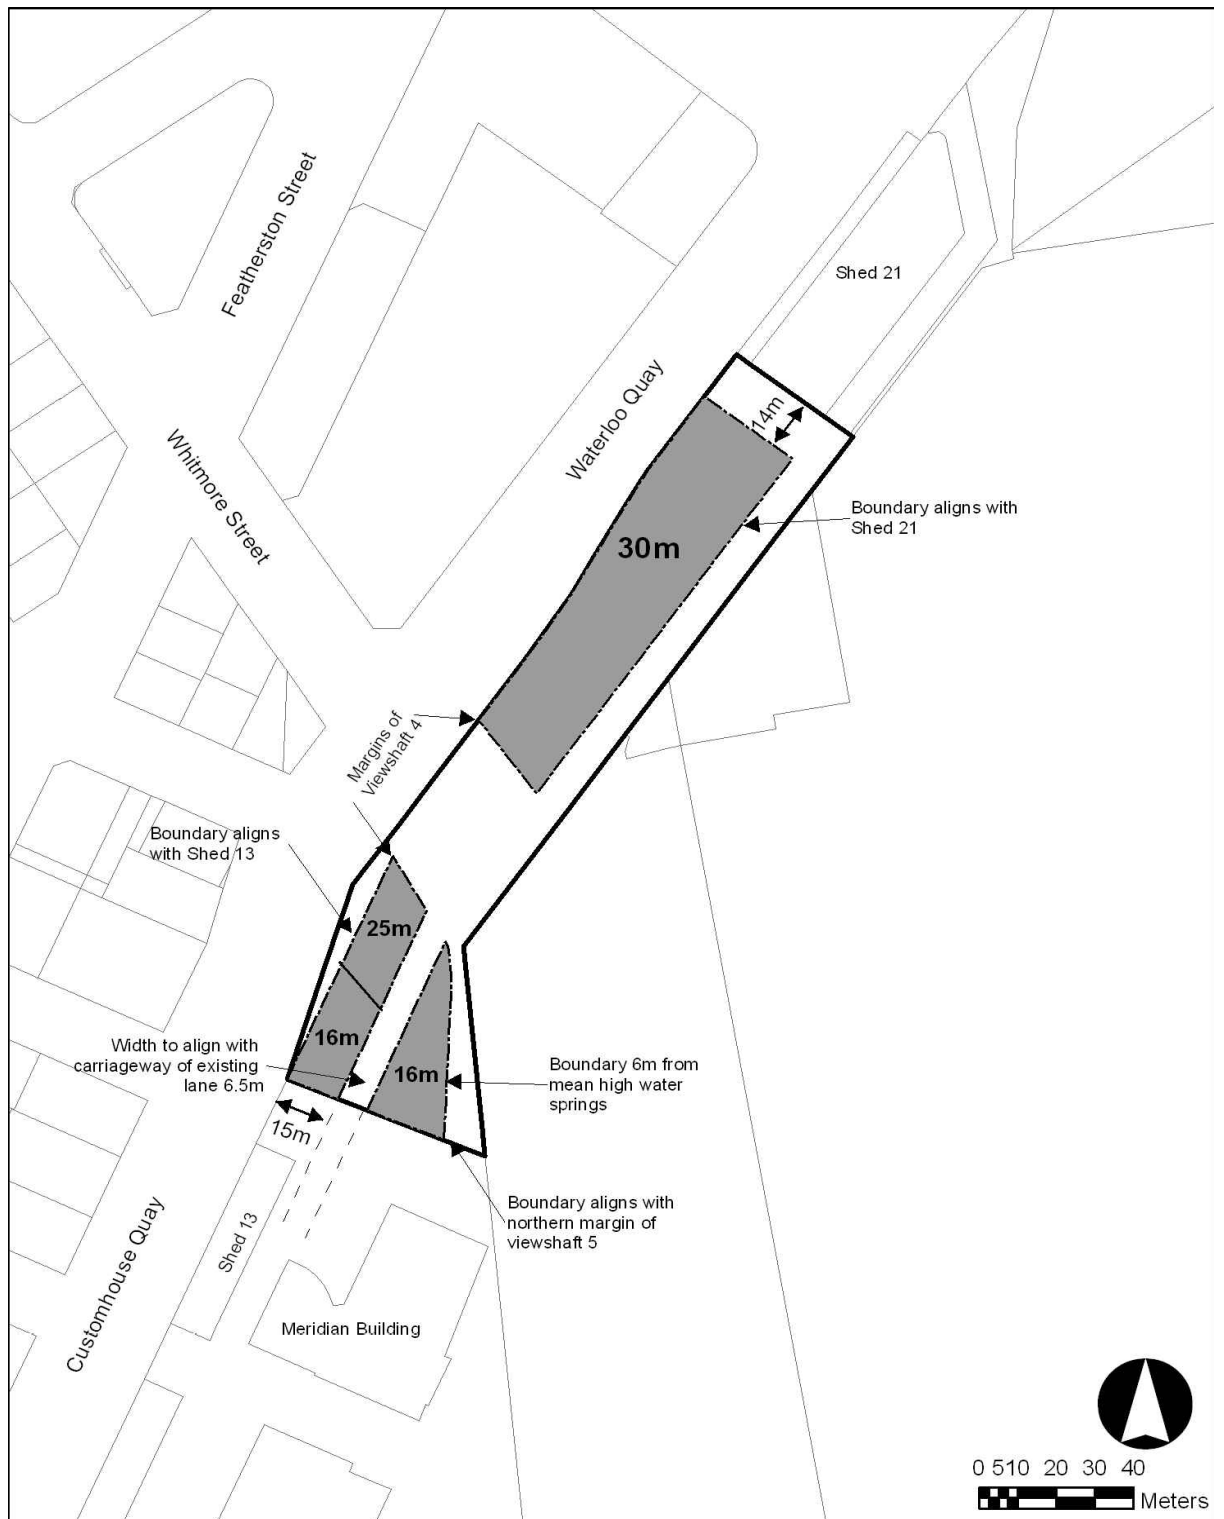 Featherston Street
Shed 21
Waterloo Quay
14m
Whitmore Street
Boundary aligns with
Shed 21
30m
Margins of
Viewshaft 4
Boundary aligns
with Shed 13
25m
16m
Width to align with
carriageway of existing
lane 6.5m
16m
Boundary 6m from
mean high water
springs
15m
Boundary aligns with
northern margin of
viewshaft 5
Shed 13
Customhouse Quay
Meridian Building
0 510 20 30 40
Meters